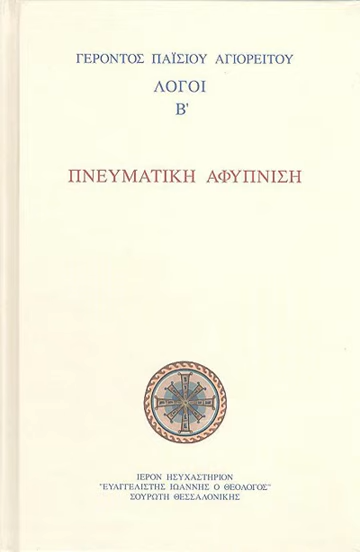 ΓΕΡΟΝΤΟΣ ΠΑΪΣΙΟΥ ΑΓΙΟΡΕΙΤΟΥ
ΛΟΓΟΙ
Β'
ΠΝΕΥΜΑΤΙΚΗ ΑΦΥΠΝΙΣΗ
ΙΕΡΟΝ ΗΣΥΧΑΣΤΗΡΙΟΝ
"ΕΥΑΓΓΕΛΙΣΤΗΣ ΙΩΑΝΝΗΣ Ο ΘΕΟΛΟΓΟΣ"
ΣΟΥΡΩΤΗ ΘΕΣΣΑΛΟΝΙΚΗΣ